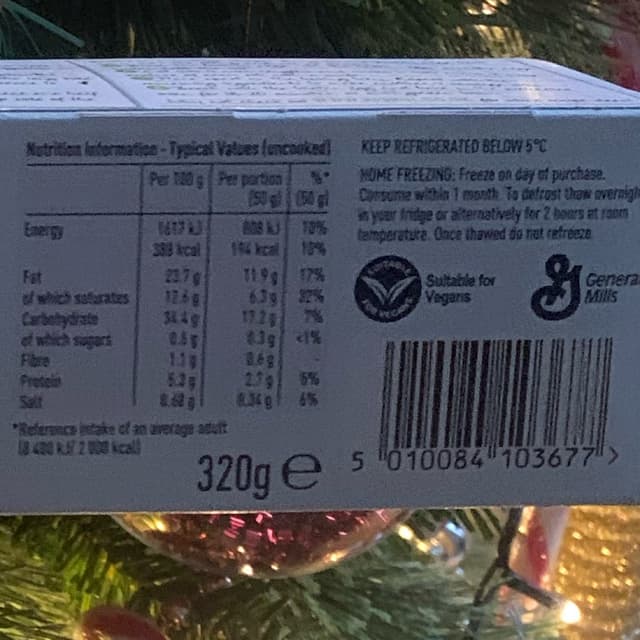 Nutrition Information - Typical Values (uncooked)
Per 100 g Per portion %*
(50 g) (50 g)
Energy 1617 kJ 808 kJ 10%
389 kcal 194 kcal 10%
Fat 23.7 g 11.9 g 17%
of which saturates 12.6 g 6.3 g 32%
Carbohydrate 34.4 g 17.2 g 7%
of which sugars 0.3 g <1%
Fibre 1.1 g 0.6 g -
Protein 5.3 g 2.7 g 5%
Salt 0.68 g 0.34 g 6%
*Reference intake of an average adult
(8 400 kJ/ 2 000 kcal)
320g e
KEEP REFRIGERATED BELOW 5°C
HOME FREEZING: Freeze on day of purchase.
Consume within 1 month. To defrost thaw overnigh
in your fridge or alternatively for 2 hours at room
temperature. Once thawed do not refreeze.
Suitable for
Vegans
Genera
Mills
5 010084 103677 >